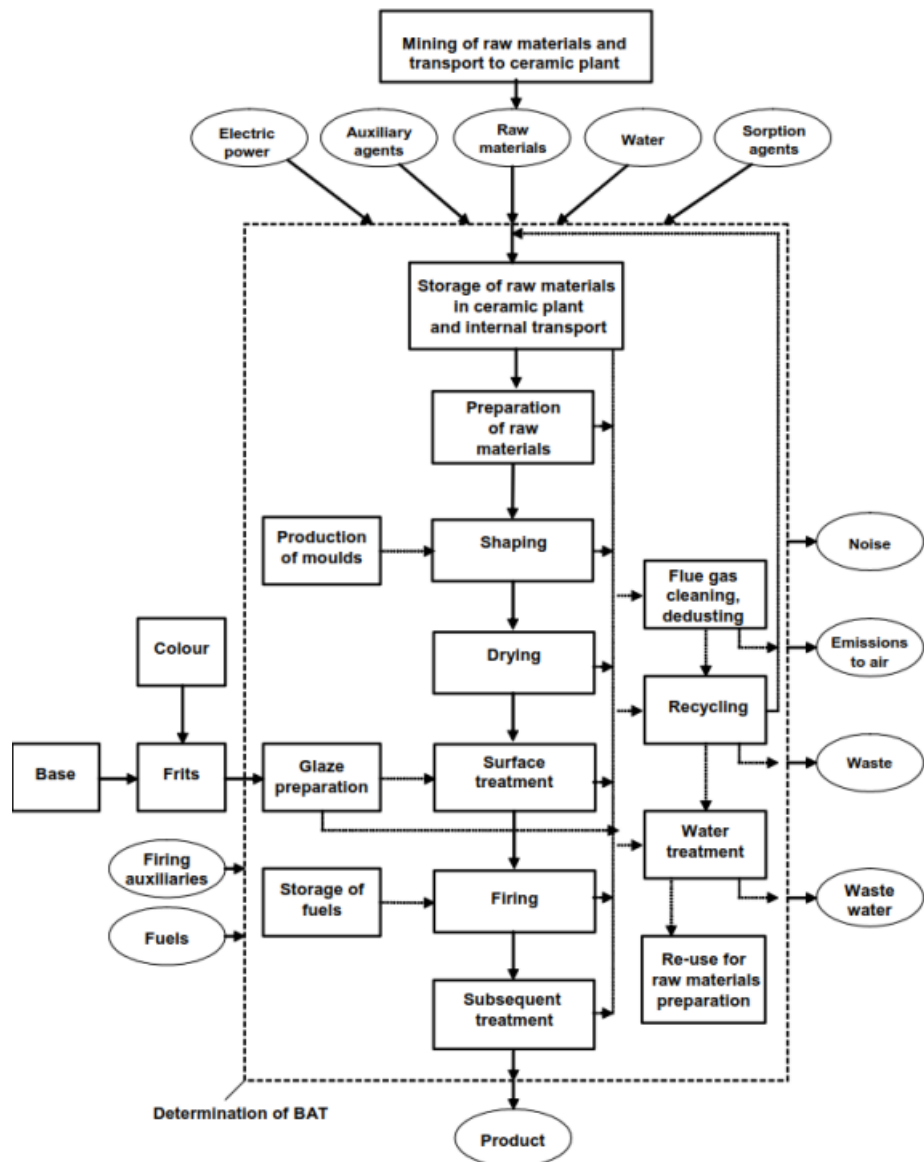 Mining of raw materials and
transport to ceramic plant
Electric
power
Auxiliary
agents
Raw
materials
Water
Sorption
agents
Storage of raw materials
in ceramic plant
and internal transport
Preparation
of raw
materials
Production
of moulds
Shaping
Noise
Flue gas
cleaning,
dedusting
Colour
Drying
Emissions
to air
Recycling
Base
Frits
Glaze
preparation
Surface
treatment
Waste
Water
treatment
Firing
auxiliaries
Storage of
fuels
Firing
Waste
water
Fuels
Re-use for
raw materials
preparation
Subsequent
treatment
Determination of BAT
Product